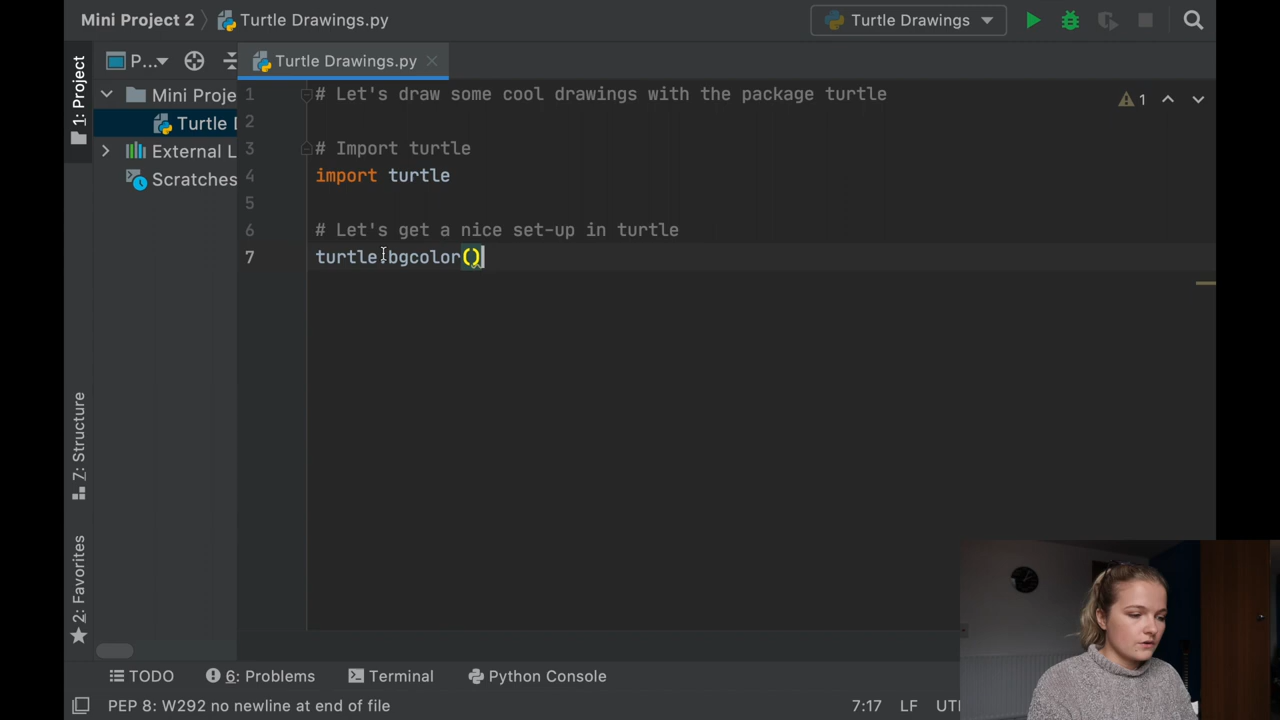 Mini Project 2 Turtle Drawings.py Turtle Drawings
P... Turtle Drawings.py
1: Project
Mini Proje
Turtle
External L
Scratches
1 # Let's draw some cool drawings with the package turtle
2
3 # Import turtle
4 import turtle
5
6 # Let's get a nice set-up in turtle
7 turtle.bgcolor()
1
Z: Structure
2: Favorites
TODO 6: Problems Terminal Python Console
PEP 8: W292 no newline at end of file 7:17 LF